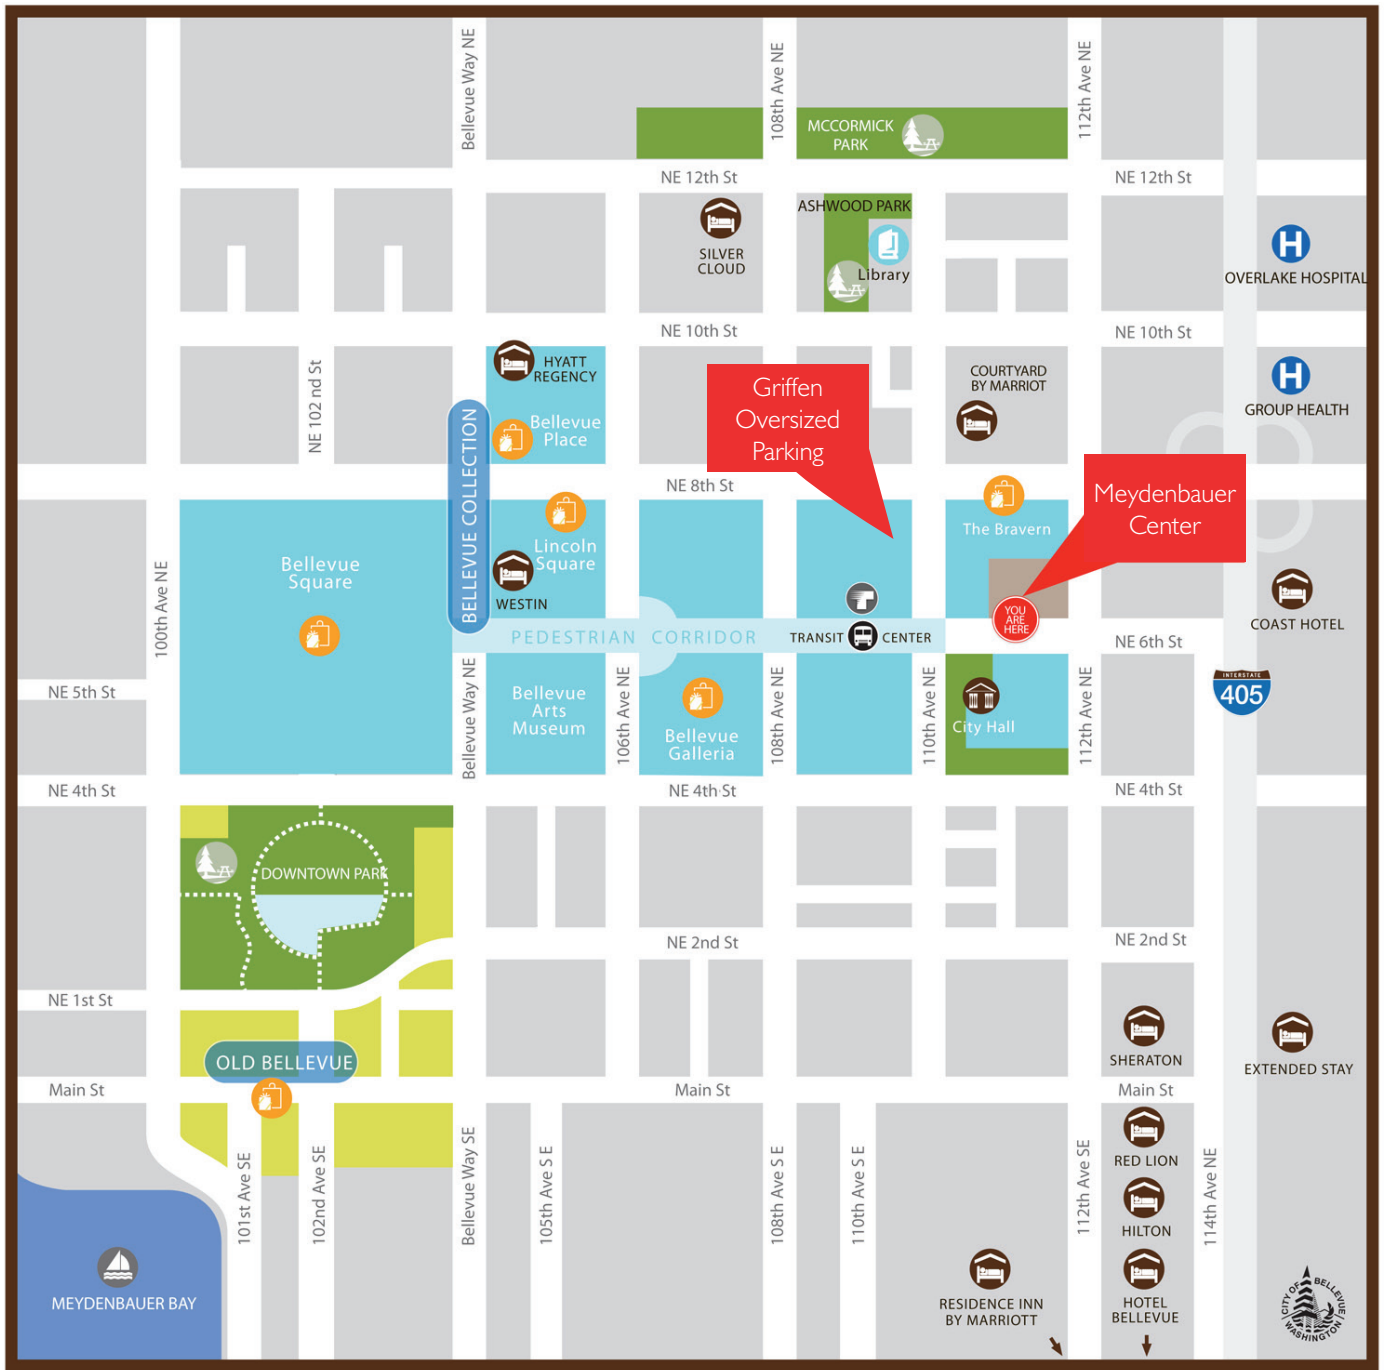 Bellevue Way NE
108th Ave NE
112th Ave NE
MCCORMICK
PARK
NE 12th St
NE 12th St
ASHWOOD PARK
SILVER
CLOUD
Library
H
OVERLAKE HOSPITAL
NE 10th St
NE 10th St
NE 102 nd St
HYATT
REGENCY
Bellevue
Place
BELLEVUE COLLECTION
Griffen
Oversized
Parking
COURTYARD
BY MARRIOT
H
GROUP HEALTH
NE 8th St
Meydenbauer
Center
The Bravern
Bellevue
Square
Lincoln
Square
WESTIN
100th Ave NE
PEDESTRIAN CORRIDOR
TRANSIT
CENTER
YOU
ARE
HERE
COAST HOTEL
NE 6th St
NE 5th St
Bellevue Way NE
Bellevue
Arts
Museum
106th Ave NE
Bellevue
Galleria
108th Ave NE
110th Ave NE
City Hall
112th Ave NE
INTERSTATE
405
NE 4th St
NE 4th St
NE 4th St
DOWNTOWN PARK
NE 2nd St
NE 2nd St
NE 1st St
OLD BELLEVUE
SHERATON
EXTENDED STAY
Main St
Main St
Main St
101st Ave SE
102nd Ave SE
Bellevue Way SE
105th Ave S E
108th Ave S E
110th Ave S E
112th Ave SE
114th Ave NE
RED LION
HILTON
MEYDENBAUER BAY
RESIDENCE INN
BY MARRIOTT
HOTEL
BELLEVUE
CITY OF BELLEVUE
WASHINGTON